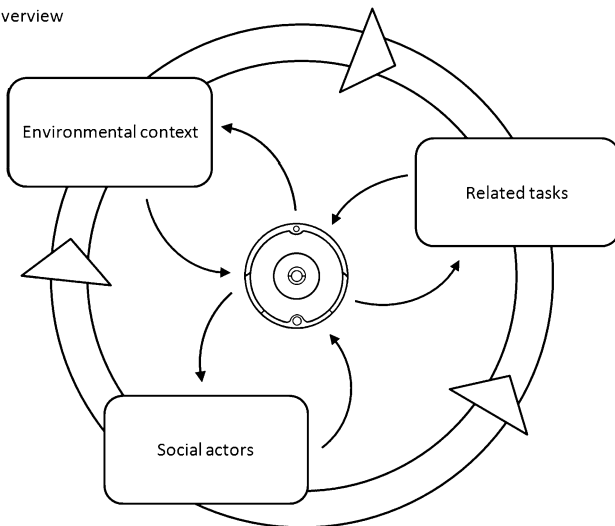 verview
Environmental context
Related tasks
Social actors